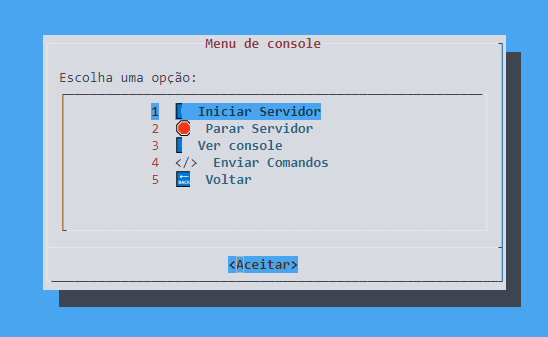 Menu de console
Escolha uma opção:
1 Iniciar Servidor
2 Parar Servidor
3 Ver console
4 </> Enviar Comandos
5 BACK Voltar
<Aceitar>